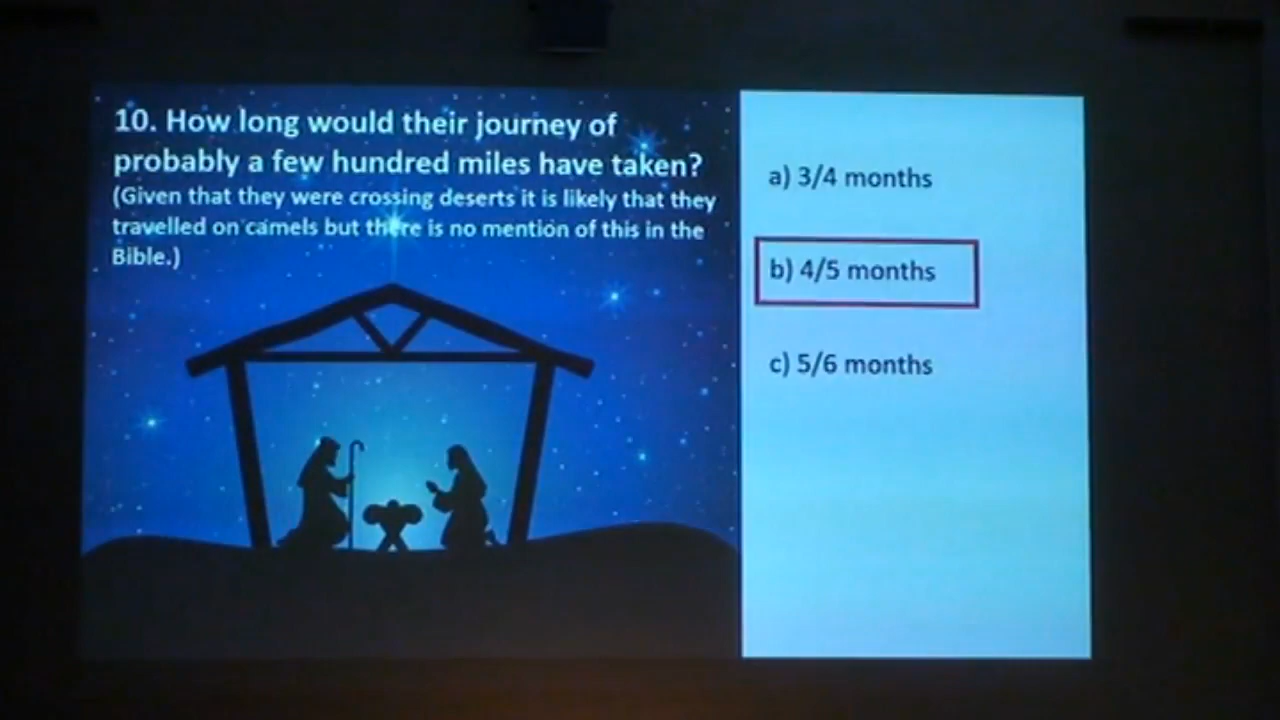 10. How long would their journey of
probably a few hundred miles have taken?
(Given that they were crossing deserts it is likely that they
travelled on camels but there is no mention of this in the
Bible.)
a) 3/4 months
b) 4/5 months
c) 5/6 months